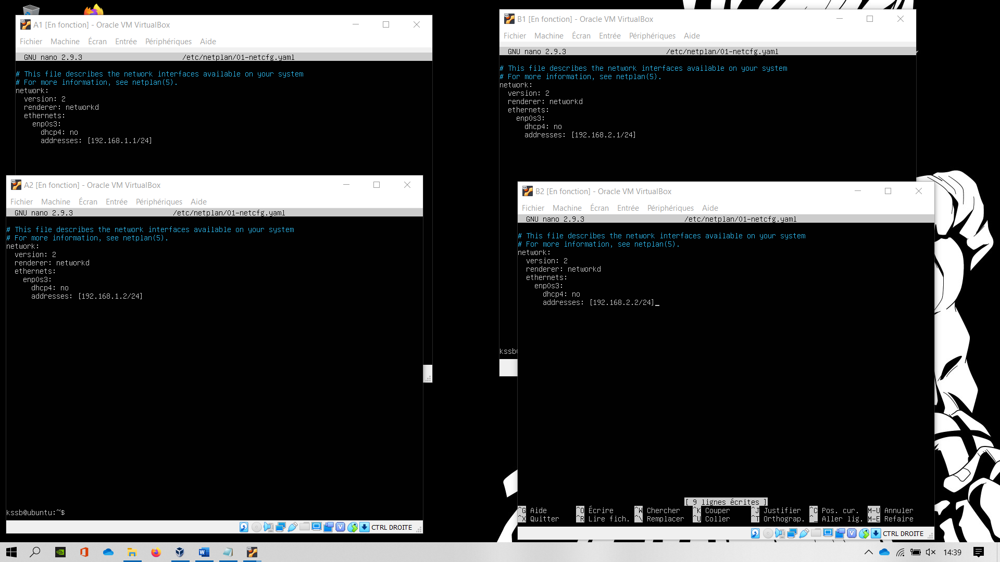 A1 [En fonction] - Oracle VM VirtualBox
Fichier Machine Écran Entrée Périphériques Aide
GNU nano 2.9.3 /etc/netplan/01-netcfg.yaml
# This file describes the network interfaces available on your system
# For more information, see netplan(5).
network:
version: 2
renderer: networkd
ethernets:
enp0s3:
dhcp4: no
addresses: [192.168.1.1/24]
A2 [En fonction] - Oracle VM VirtualBox
Fichier Machine Écran Entrée Périphériques Aide
GNU nano 2.9.3 /etc/netplan/01-netcfg.yaml
# This file describes the network interfaces available on your system
# For more information, see netplan(5).
network:
version: 2
renderer: networkd
ethernets:
enp0s3:
dhcp4: no
addresses: [192.168.1.2/24]
kssb@ubuntu:~$
CTRL DROITE
B1 [En fonction] - Oracle VM VirtualBox
Fichier Machine Écran Entrée Périphériques Aide
GNU nano 2.9.3 /etc/netplan/01-netcfg.yaml
# This file describes the network interfaces available on your system
# For more information, see netplan(5).
network:
version: 2
renderer: networkd
ethernets:
enp0s3:
dhcp4: no
addresses: [192.168.2.1/24]
kssb@
B2 [En fonction] - Oracle VM VirtualBox
Fichier Machine Écran Entrée Périphériques Aide
GNU nano 2.9.3 /etc/netplan/01-netcfg.yaml
# This file describes the network interfaces available on your system
# For more information, see netplan(5).
network:
version: 2
renderer: networkd
ethernets:
enp0s3:
dhcp4: no
addresses: [192.168.2.2/24]_
[ 9 lignes écrites ]
^G Aide ^O Écrire ^W Chercher ^K Couper ^J Justifier ^C Pos. cur. M-U Annuler
^X Quitter ^R Lire fich. ^\ Remplacer ^U Coller ^T Orthograp. ^_ Aller lig. M-E Refaire
CTRL DROITE
14:39